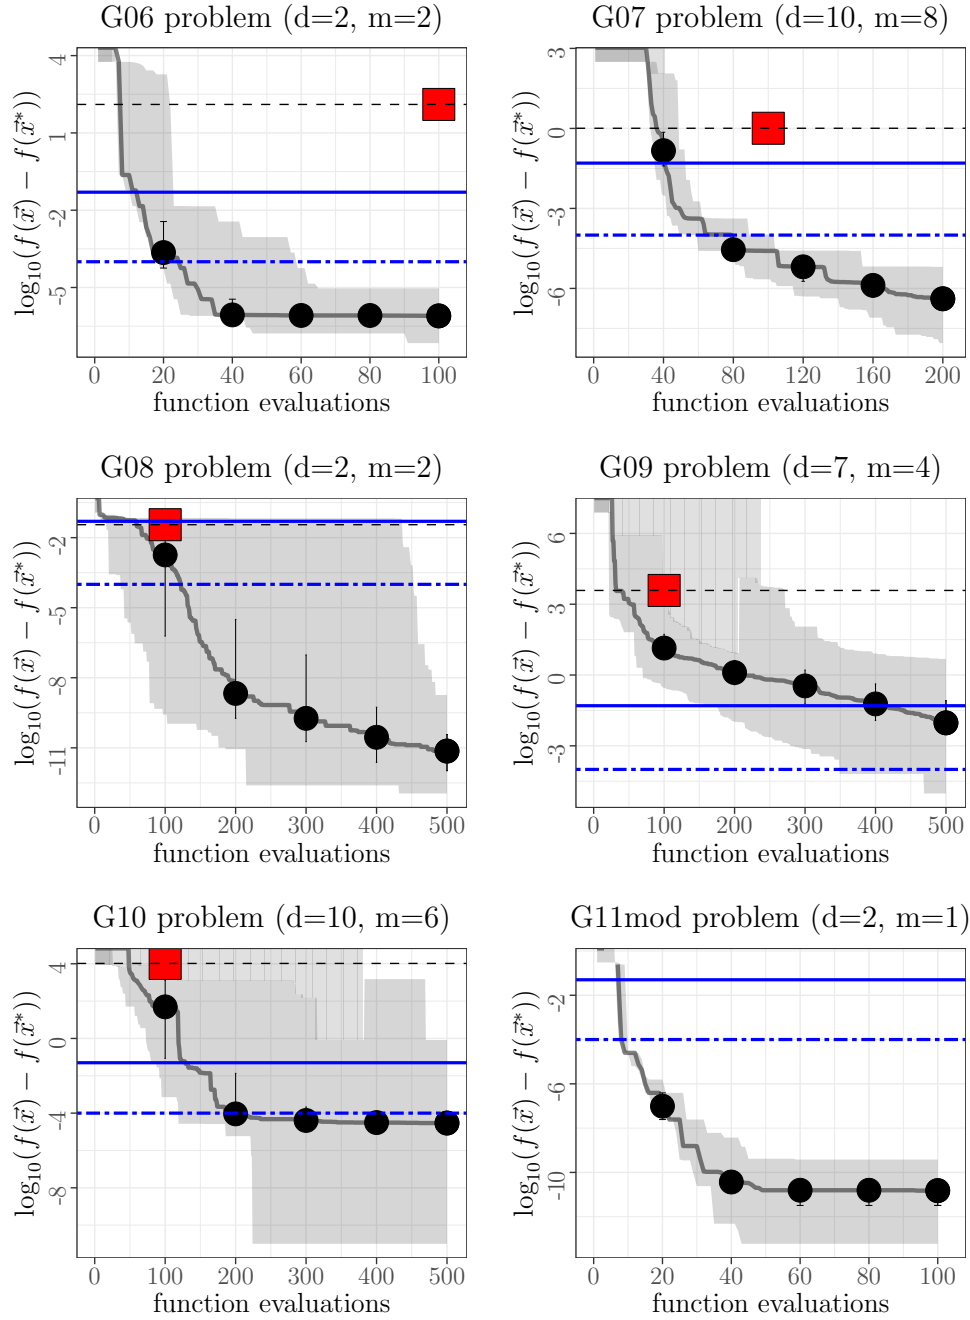 G06 problem (d=2, m=2)
log₁₀(f(x⃗) − f(x⃗*))
4
1
-2
-5
0 20 40 60 80 100
function evaluations
G07 problem (d=10, m=8)
log₁₀(f(x⃗) − f(x⃗*))
3
0
-3
-6
0 40 80 120 160 200
function evaluations
G08 problem (d=2, m=2)
log₁₀(f(x⃗) − f(x⃗*))
-2
-5
-8
-11
0 100 200 300 400 500
function evaluations
G09 problem (d=7, m=4)
log₁₀(f(x⃗) − f(x⃗*))
6
3
0
-3
0 100 200 300 400 500
function evaluations
G10 problem (d=10, m=6)
log₁₀(f(x⃗) − f(x⃗*))
4
0
-4
-8
0 100 200 300 400 500
function evaluations
G11mod problem (d=2, m=1)
log₁₀(f(x⃗) − f(x⃗*))
-2
-6
-10
0 20 40 60 80 100
function evaluations